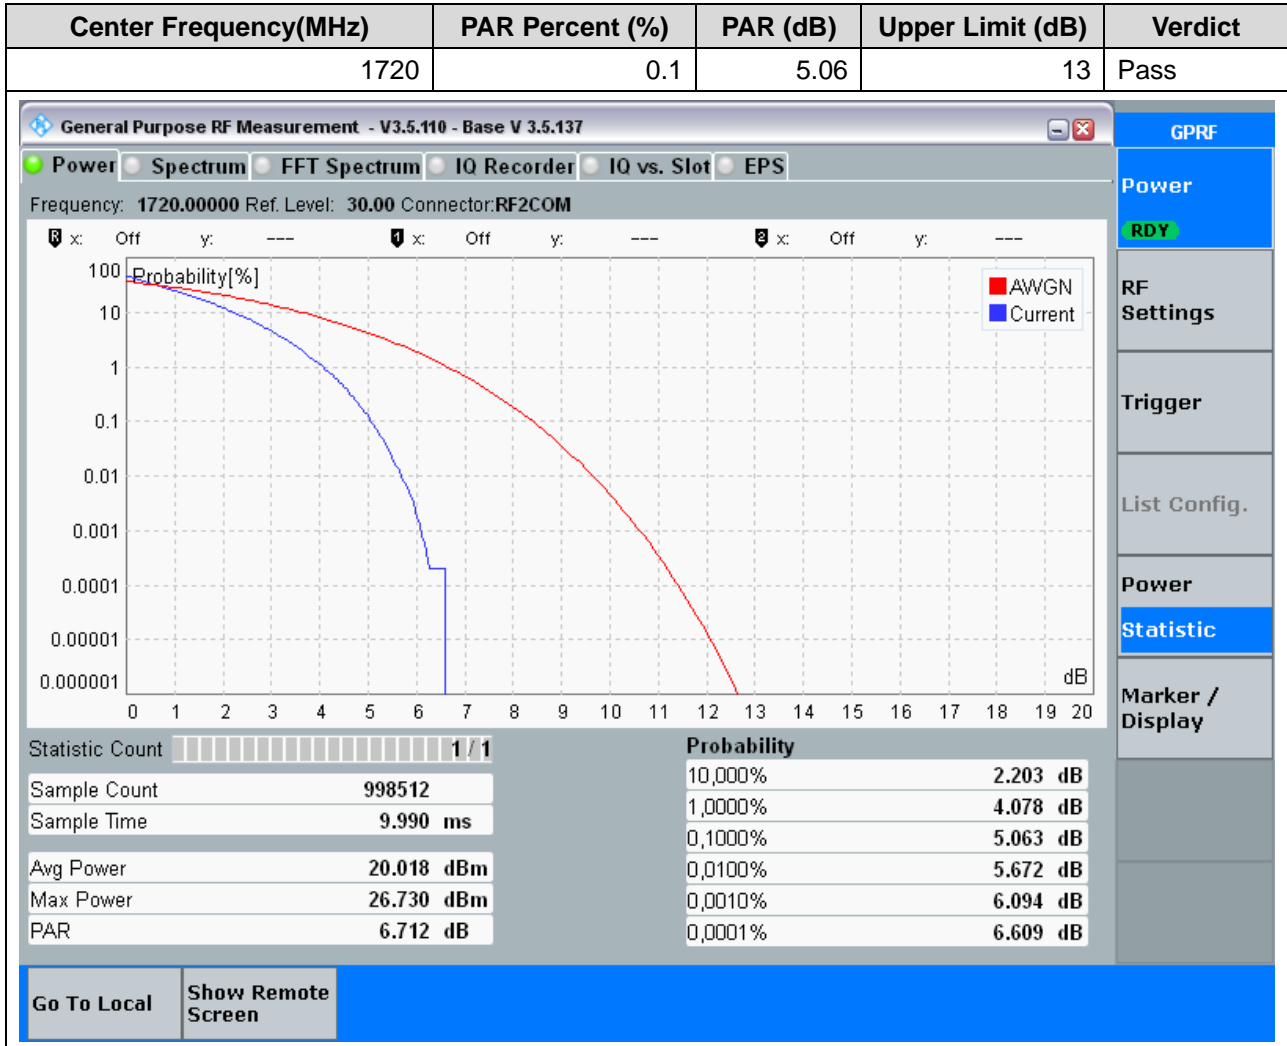 Center Frequency(MHz) PAR Percent (%) PAR (dB) Upper Limit (dB) Verdict
1720 0.1 5.06 13 Pass
General Purpose RF Measurement - V3.5.110 - Base V 3.5.137
GPRF
Power Spectrum FFT Spectrum IQ Recorder IQ vs. Slot EPS
Power
RDY
Frequency: 1720.00000 Ref. Level: 30.00 Connector:RF2COM
R x: Off y: --- 1 x: Off y: --- 2 x: Off y: ---
Probability[%]
AWGN
Current
100
10
1
0.1
0.01
0.001
0.0001
0.00001
0.000001
dB
0 1 2 3 4 5 6 7 8 9 10 11 12 13 14 15 16 17 18 19 20
RF
Settings
Trigger
List Config.
Power
Statistic
Marker /
Display
Statistic Count 1 / 1
Sample Count 998512
Sample Time 9.990 ms
Avg Power 20.018 dBm
Max Power 26.730 dBm
PAR 6.712 dB
Probability
10,000% 2.203 dB
1,0000% 4.078 dB
0,1000% 5.063 dB
0,0100% 5.672 dB
0,0010% 6.094 dB
0,0001% 6.609 dB
Go To Local
Show Remote
Screen